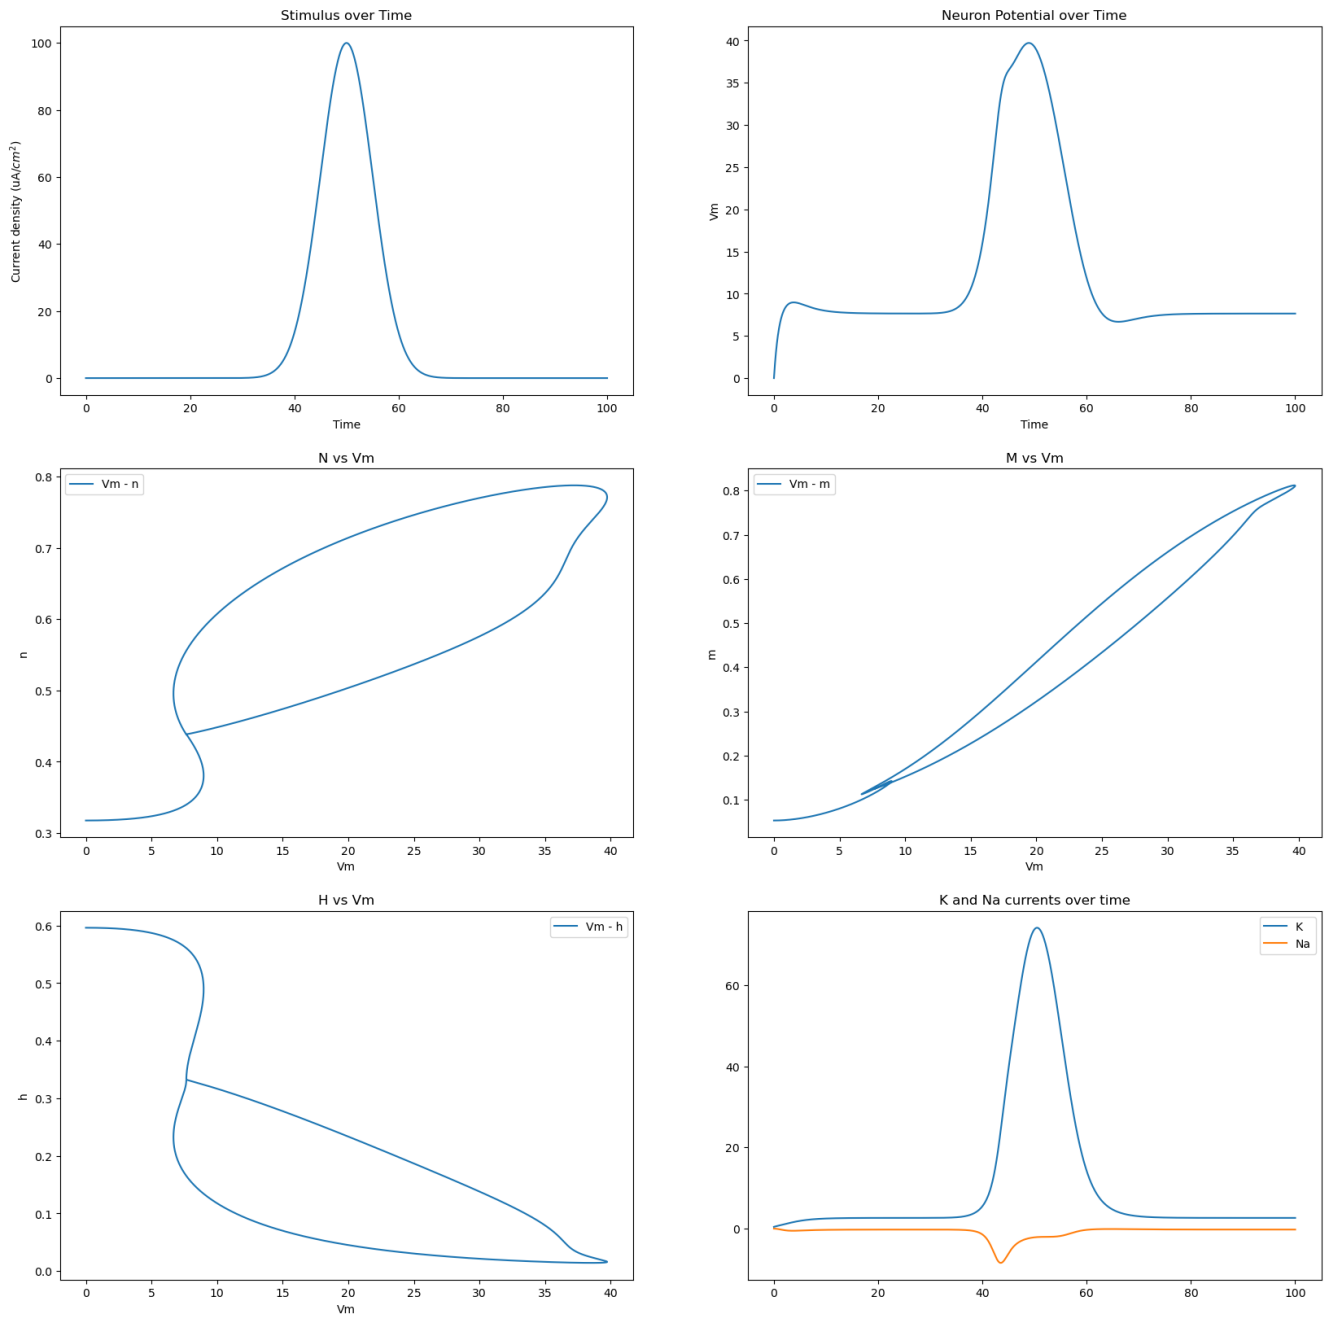 Stimulus over Time
100
80
60
40
20
0
Current density (uA/cm²)
0 20 40 60 80 100
Time
Neuron Potential over Time
40
35
30
25
20
15
10
5
0
Vm
0 20 40 60 80 100
Time
N vs Vm
Vm - n
0.8
0.7
0.6
0.5
0.4
0.3
n
0 5 10 15 20 25 30 35 40
Vm
M vs Vm
Vm - m
0.8
0.7
0.6
0.5
0.4
0.3
0.2
0.1
m
0 5 10 15 20 25 30 35 40
Vm
H vs Vm
Vm - h
0.6
0.5
0.4
0.3
0.2
0.1
0.0
h
0 5 10 15 20 25 30 35 40
Vm
K and Na currents over time
K
Na
60
40
20
0
0 20 40 60 80 100